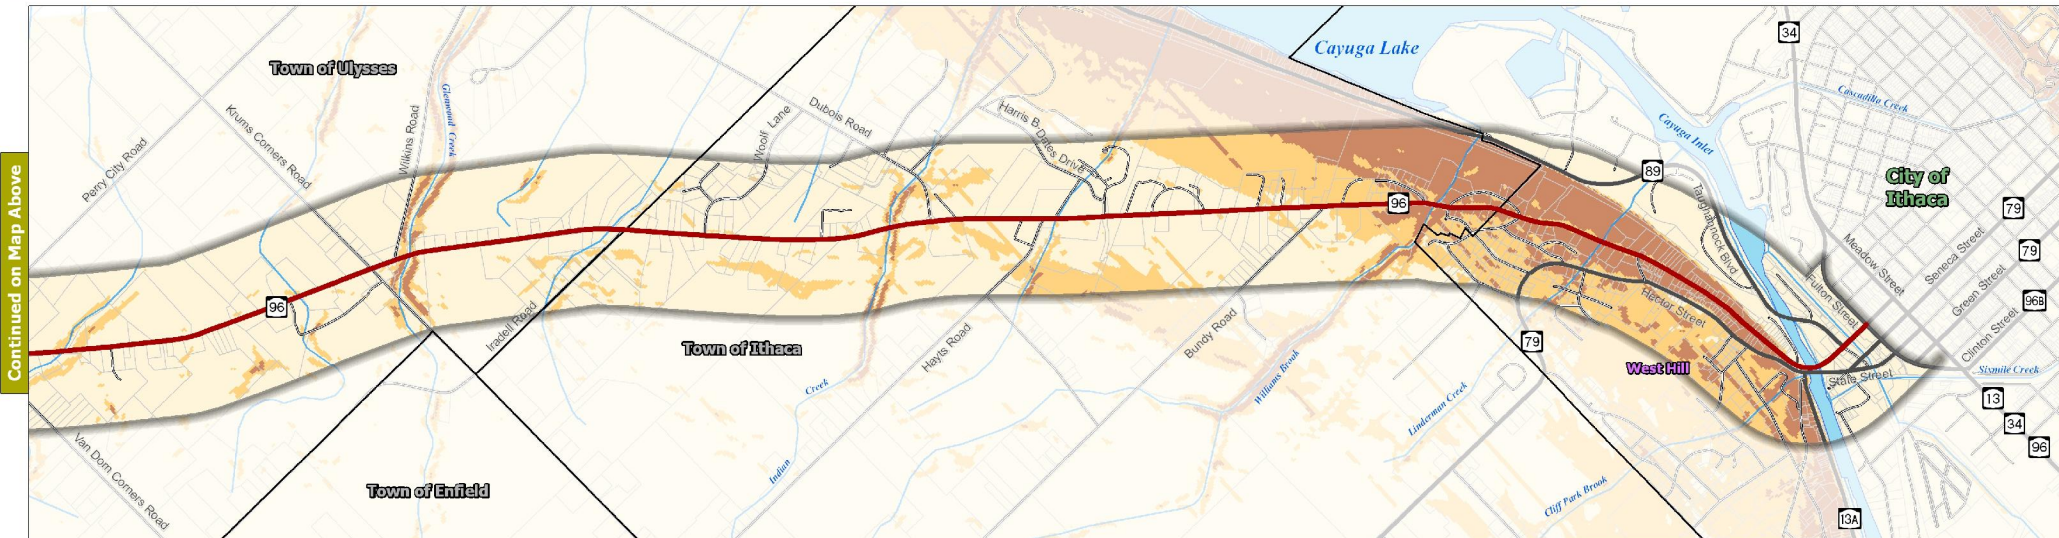 Continued on Map Above
Town of Ulysses
Perry City Road
Krums Corners Road
Wilkins Road
Glenwood Creek
96
Van Dorn Corners Road
Town of Enfield
Iradell Road
Woolf Lane
Dubois Road
Town of Ithaca
Indian
Creek
Hayts Road
Harris B. Dates Drive
Bundy Road
Williams Brook
Linderman Creek
Cliff Park Brook
Cayuga Lake
96
79
89
Hector Street
West Hill
Taughannock Blvd
Cayuga Inlet
34
Cascadilla Creek
City of
Ithaca
79
79
96B
Meadow Street
Seneca Street
Green Street
Clinton Street
Fulton Street
State Street
Sixmile Creek
13
34
96
13A